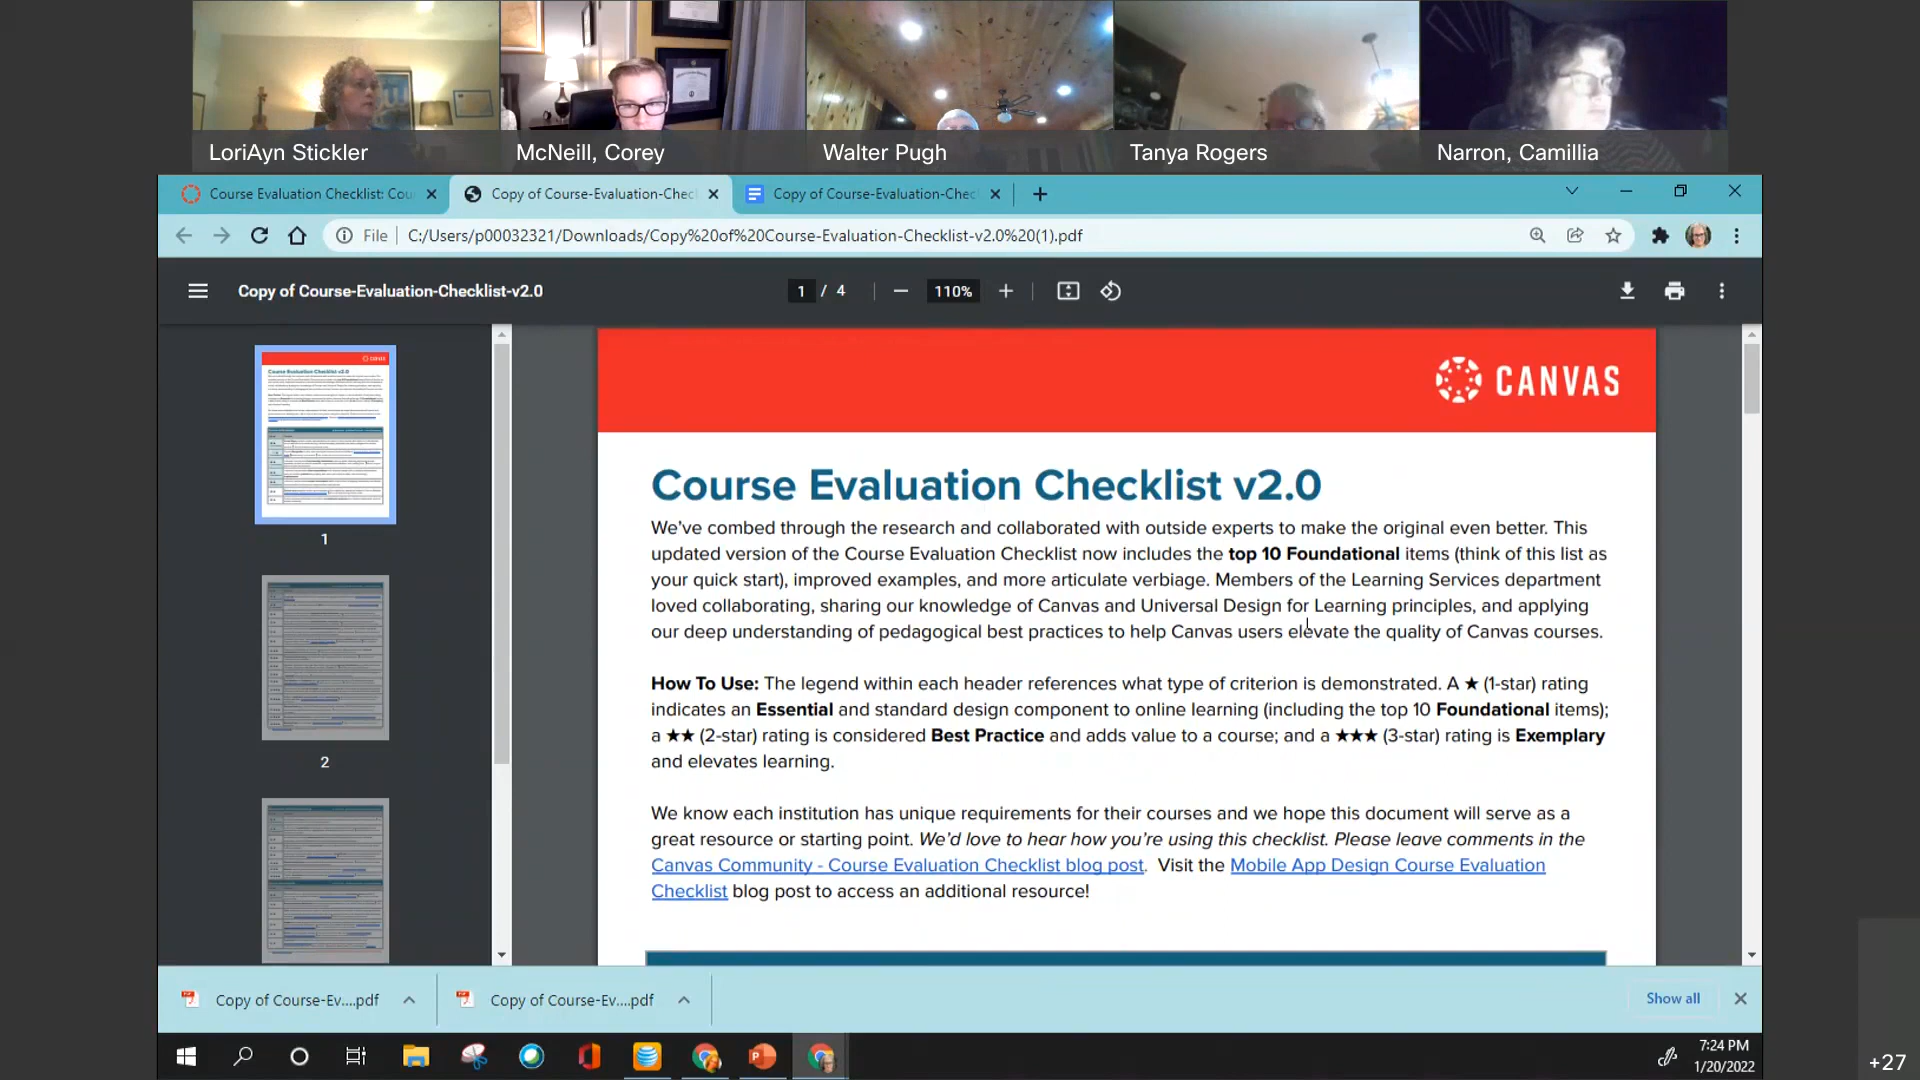 LoriAyn Stickler
McNeill, Corey
Walter Pugh
Tanya Rogers
Narron, Camillia
Course Evaluation Checklist: Cou
Copy of Course-Evaluation-Chec
Copy of Course-Evaluation-Chec
File
C:/Users/p00032321/Downloads/Copy%20of%20Course-Evaluation-Checklist-v2.0%20(1).pdf
Copy of Course-Evaluation-Checklist-v2.0
1 / 4
110%
CANVAS
Course Evaluation Checklist v2.0
We've combed through the research and collaborated with outside experts to make the original even better. This
updated version of the Course Evaluation Checklist now includes the top 10 Foundational items (think of this list as
your quick start), improved examples, and more articulate verbiage. Members of the Learning Services department
loved collaborating, sharing our knowledge of Canvas and Universal Design for Learning principles, and applying
our deep understanding of pedagogical best practices to help Canvas users elevate the quality of Canvas courses.
How To Use: The legend within each header references what type of criterion is demonstrated. A ★ (1-star) rating
indicates an Essential and standard design component to online learning (including the top 10 Foundational items);
a ★★ (2-star) rating is considered Best Practice and adds value to a course; and a ★★★ (3-star) rating is Exemplary
and elevates learning.
We know each institution has unique requirements for their courses and we hope this document will serve as a
great resource or starting point. We'd love to hear how you're using this checklist. Please leave comments in the
Canvas Community - Course Evaluation Checklist blog post. Visit the Mobile App Design Course Evaluation
Checklist blog post to access an additional resource!
Course Evaluation Checklist v2.0
1
2
Copy of Course-Ev....pdf
Copy of Course-Ev....pdf
Show all
7:24 PM
1/20/2022
+27